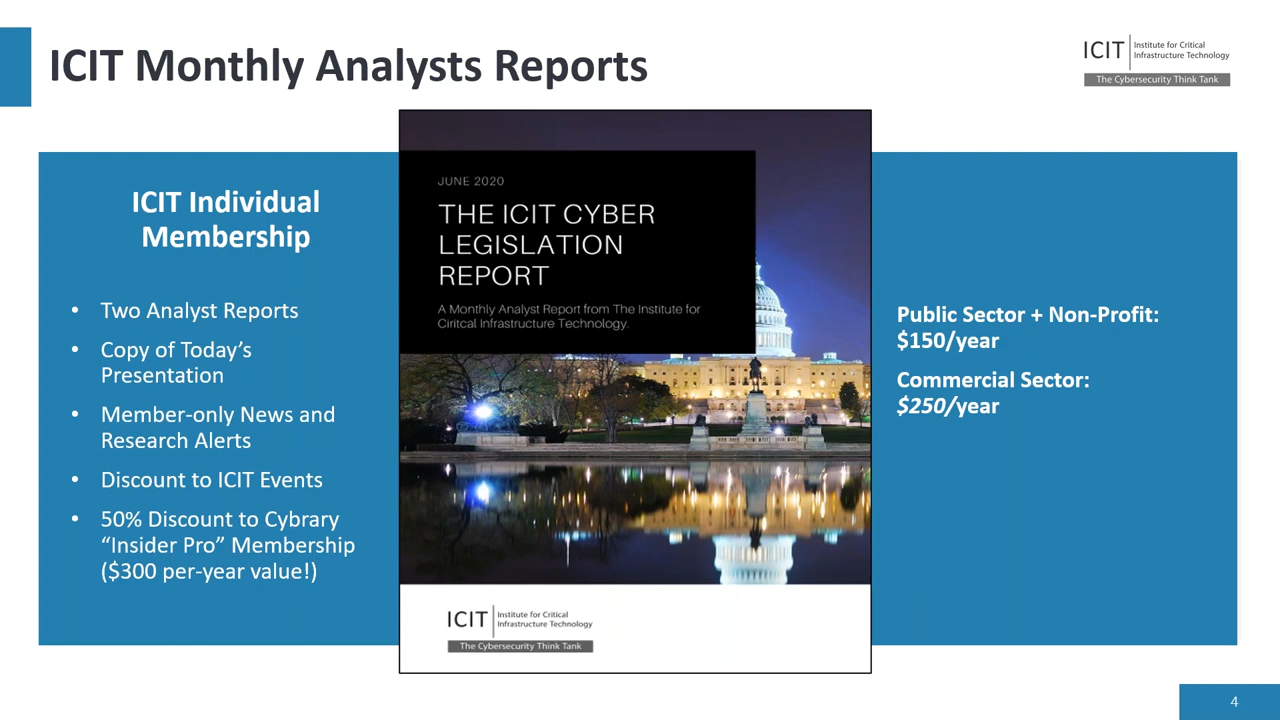 ICIT Monthly Analysts Reports
ICIT
Institute for Critical
Infrastructure Technology
The Cybersecurity Think Tank
ICIT Individual
Membership
• Two Analyst Reports
• Copy of Today’s
Presentation
• Member-only News and
Research Alerts
• Discount to ICIT Events
• 50% Discount to Cybrary
“Insider Pro” Membership
($300 per-year value!)
JUNE 2020
THE ICIT CYBER
LEGISLATION
REPORT
A Monthly Analyst Report from The Institute for
Ciritcal Infrastructure Technology.
ICIT
Institute for Critical
Infrastructure Technology
The Cybersecurity Think Tank
Public Sector + Non-Profit:
$150/year
Commercial Sector:
$250/year
4